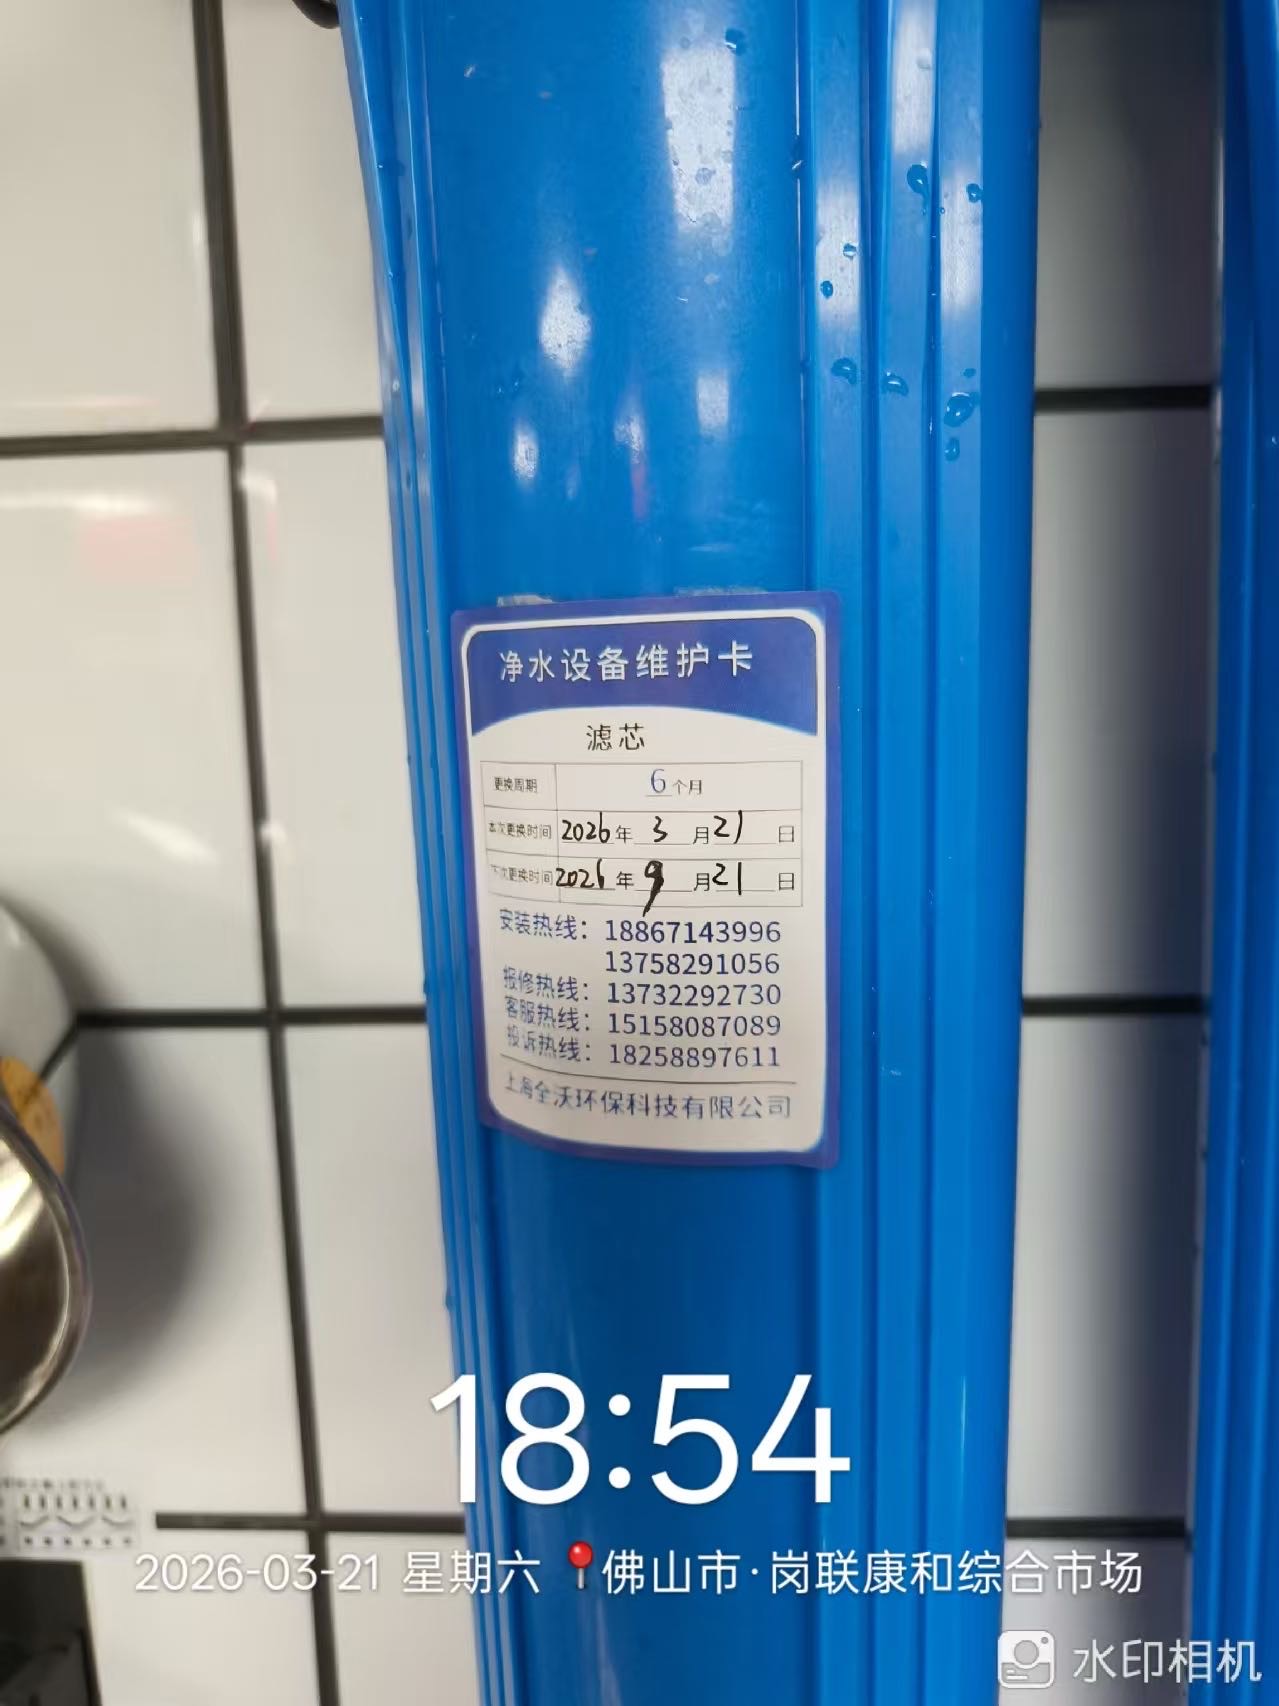 净水设备维护卡
滤芯
更换周期 6个月
本次更换时间 2026年3月21日
下次更换时间 2026年9月21日
安装热线：18867143996
13758291056
报修热线：13732292730
客服热线：15158087089
投诉热线：18258897611
上海全沃环保科技有限公司
18:54
2026-03-21 星期六 佛山市·岗联康和综合市场
水印相机